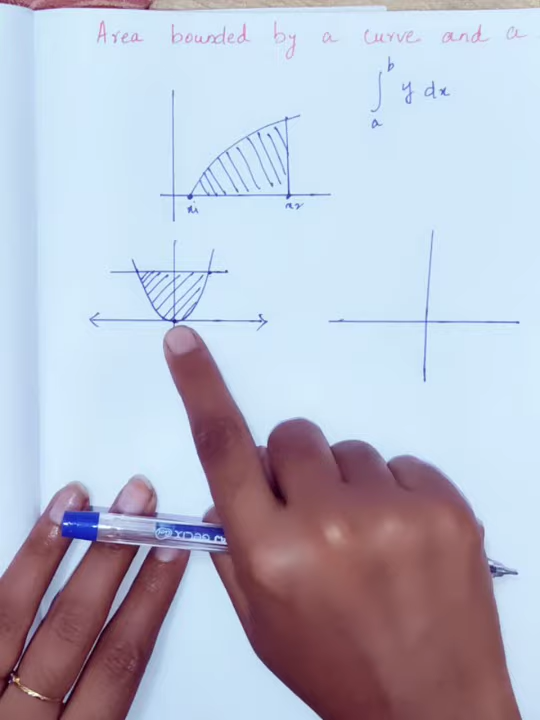 Area bounded by a curve and a
∫ₐᵇ y dx
x₁ x₂